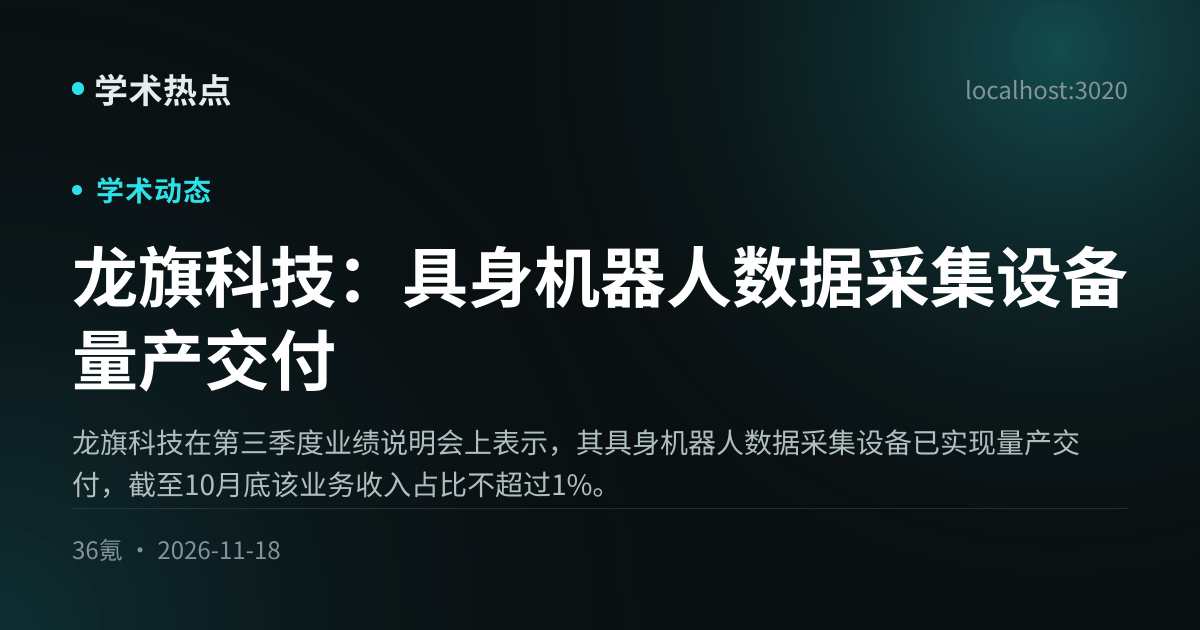 学术热点
localhost:3020
学术动态
龙旗科技：具身机器人数据采集设备
量产交付
龙旗科技在第三季度业绩说明会上表示，其具身机器人数据采集设备已实现量产交
付，截至10月底该业务收入占比不超过1%。
36氪 · 2026-11-18